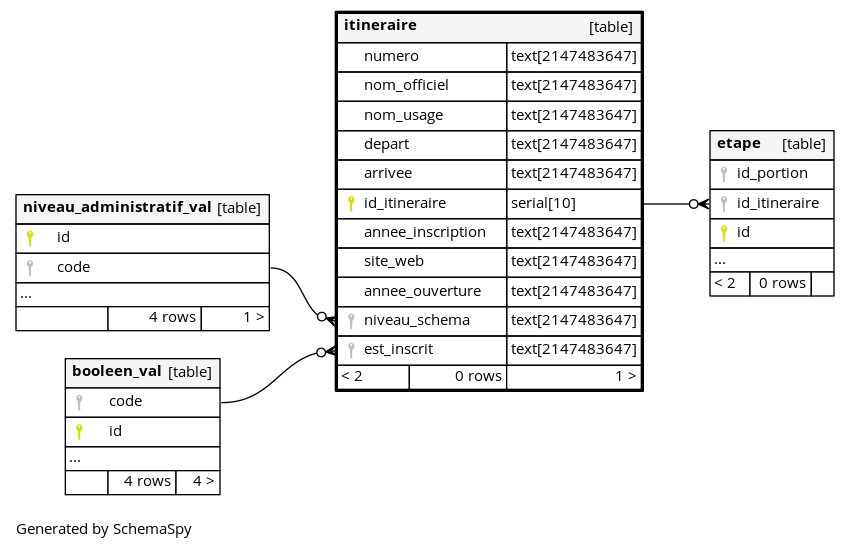 itineraire [table]
numero text[2147483647]
nom_officiel text[2147483647]
nom_usage text[2147483647]
depart text[2147483647]
arrivee text[2147483647]
id_itineraire serial[10]
annee_inscription text[2147483647]
site_web text[2147483647]
annee_ouverture text[2147483647]
niveau_schema text[2147483647]
est_inscrit text[2147483647]
< 2 0 rows 1 >
etape [table]
id_portion
id_itineraire
id
...
< 2 0 rows
niveau_administratif_val [table]
id
code
...
4 rows 1 >
booleen_val [table]
code
id
...
4 rows 4 >
Generated by SchemaSpy